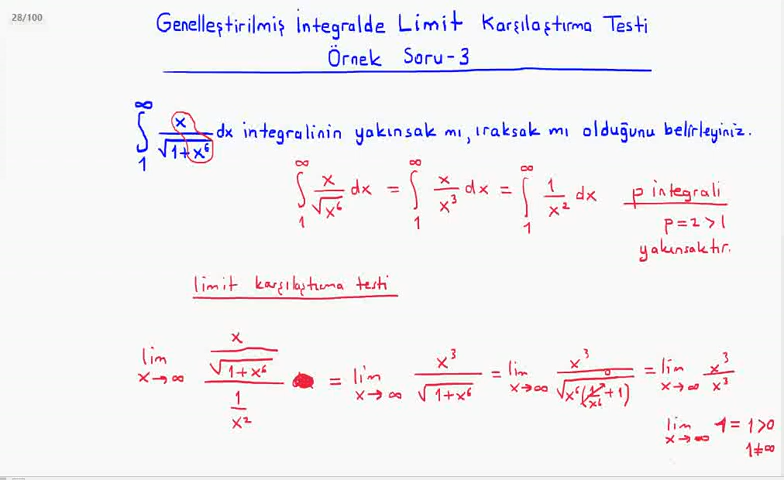 28/100
Genelleştirilmiş İntegralde Limit Karşılaştırma Testi
Örnek Soru-3
∫₁^∞ x/√(1+x⁶) dx integralinin yakınsak mı, ıraksak mı olduğunu belirleyiniz.
∫₁^∞ x/√(x⁶) dx = ∫₁^∞ x/x³ dx = ∫₁^∞ 1/x² dx p integrali
p=2>1
yakınsaktır.
limit karşılaştırma testi
lim x→∞ (x/√(1+x⁶))/(1/x²) = lim x→∞ x³/√(1+x⁶) = lim x→∞ x³/√(x⁶(1/x⁶+1)) = lim x→∞ x³/x³
lim x→∞ 1 = 1>0
1≠∞